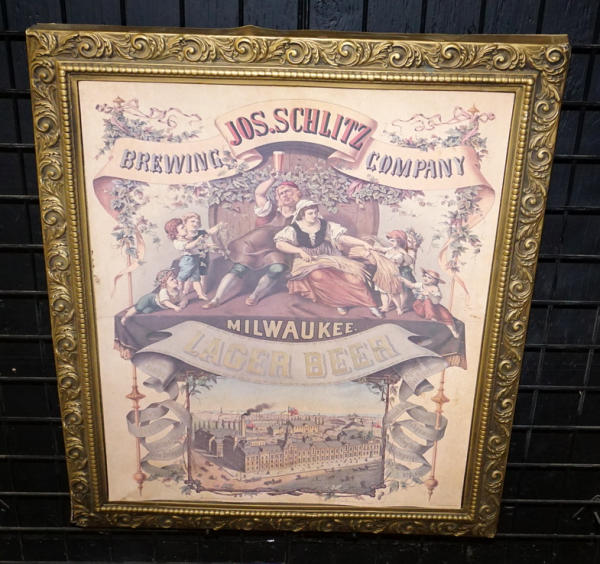 JOS. SCHLITZ
BREWING COMPANY
MILWAUKEE.
LAGER BEER